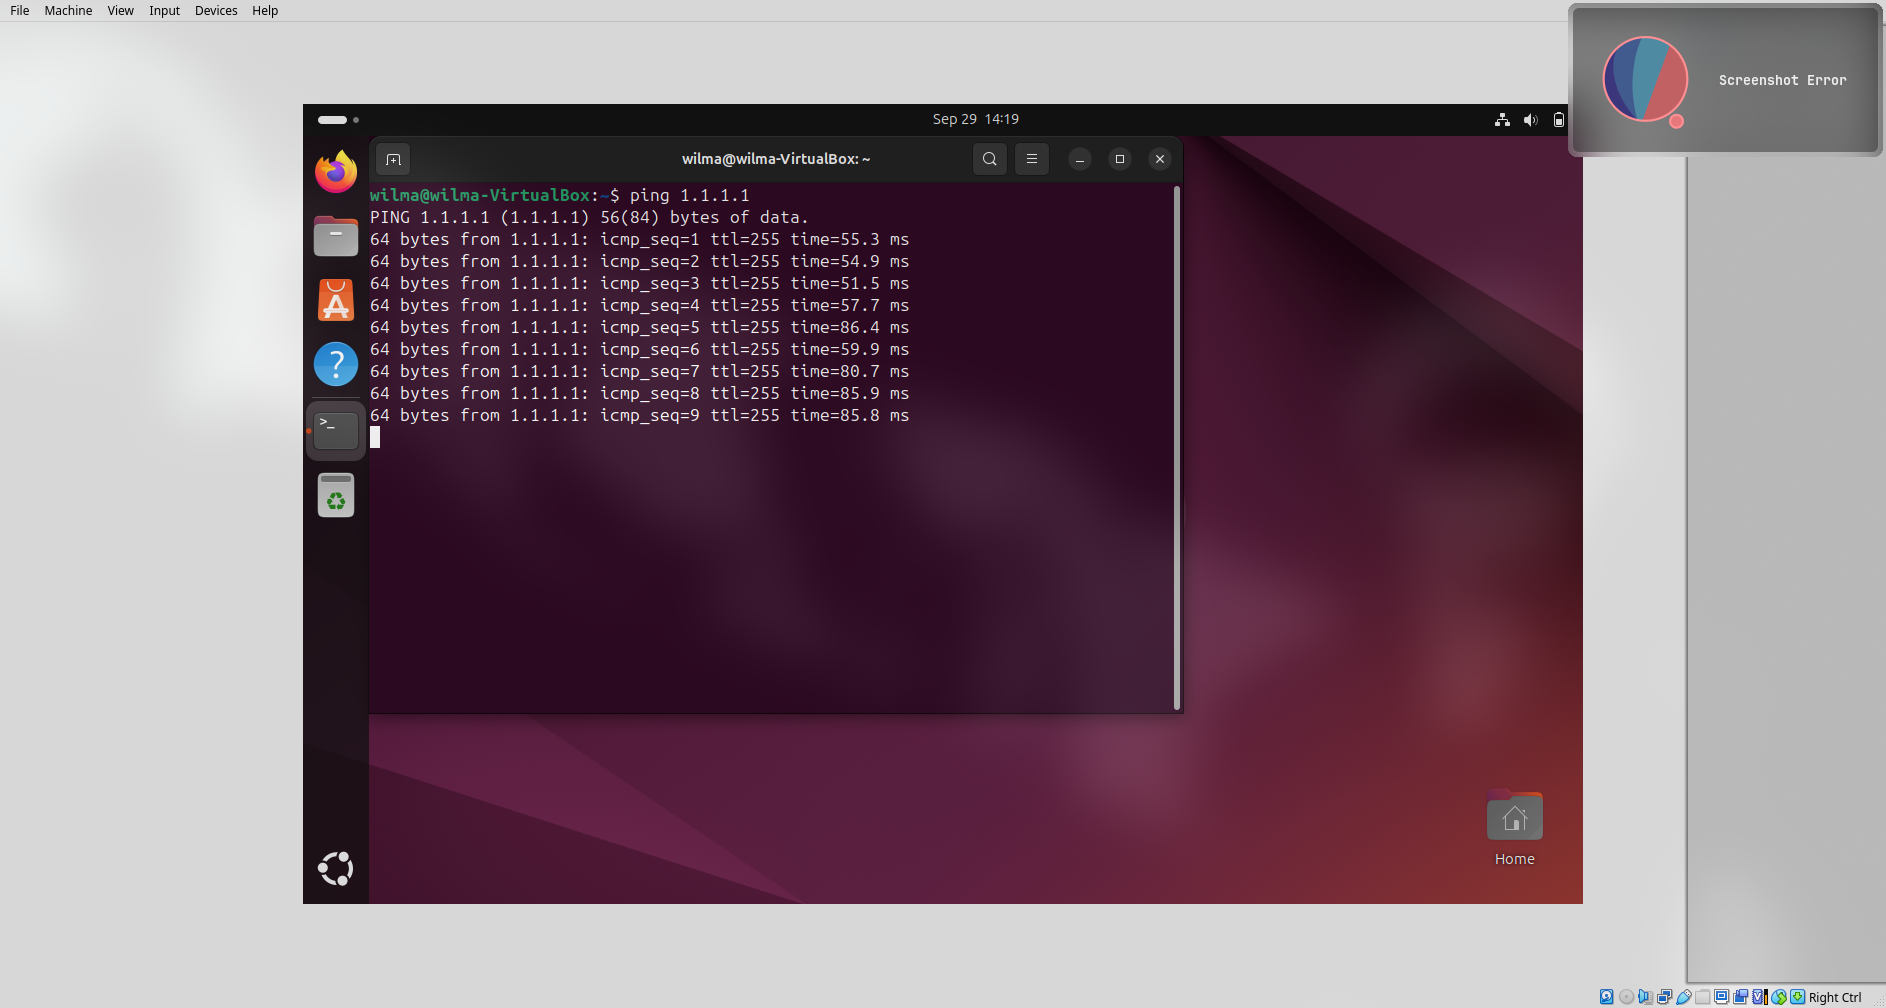 File Machine View Input Devices Help
Screenshot Error
Sep 29 14:19
wilma@wilma-VirtualBox: ~
wilma@wilma-VirtualBox:~$ ping 1.1.1.1
PING 1.1.1.1 (1.1.1.1) 56(84) bytes of data.
64 bytes from 1.1.1.1: icmp_seq=1 ttl=255 time=55.3 ms
64 bytes from 1.1.1.1: icmp_seq=2 ttl=255 time=54.9 ms
64 bytes from 1.1.1.1: icmp_seq=3 ttl=255 time=51.5 ms
64 bytes from 1.1.1.1: icmp_seq=4 ttl=255 time=57.7 ms
64 bytes from 1.1.1.1: icmp_seq=5 ttl=255 time=86.4 ms
64 bytes from 1.1.1.1: icmp_seq=6 ttl=255 time=59.9 ms
64 bytes from 1.1.1.1: icmp_seq=7 ttl=255 time=80.7 ms
64 bytes from 1.1.1.1: icmp_seq=8 ttl=255 time=85.9 ms
64 bytes from 1.1.1.1: icmp_seq=9 ttl=255 time=85.8 ms
Home
Right Ctrl